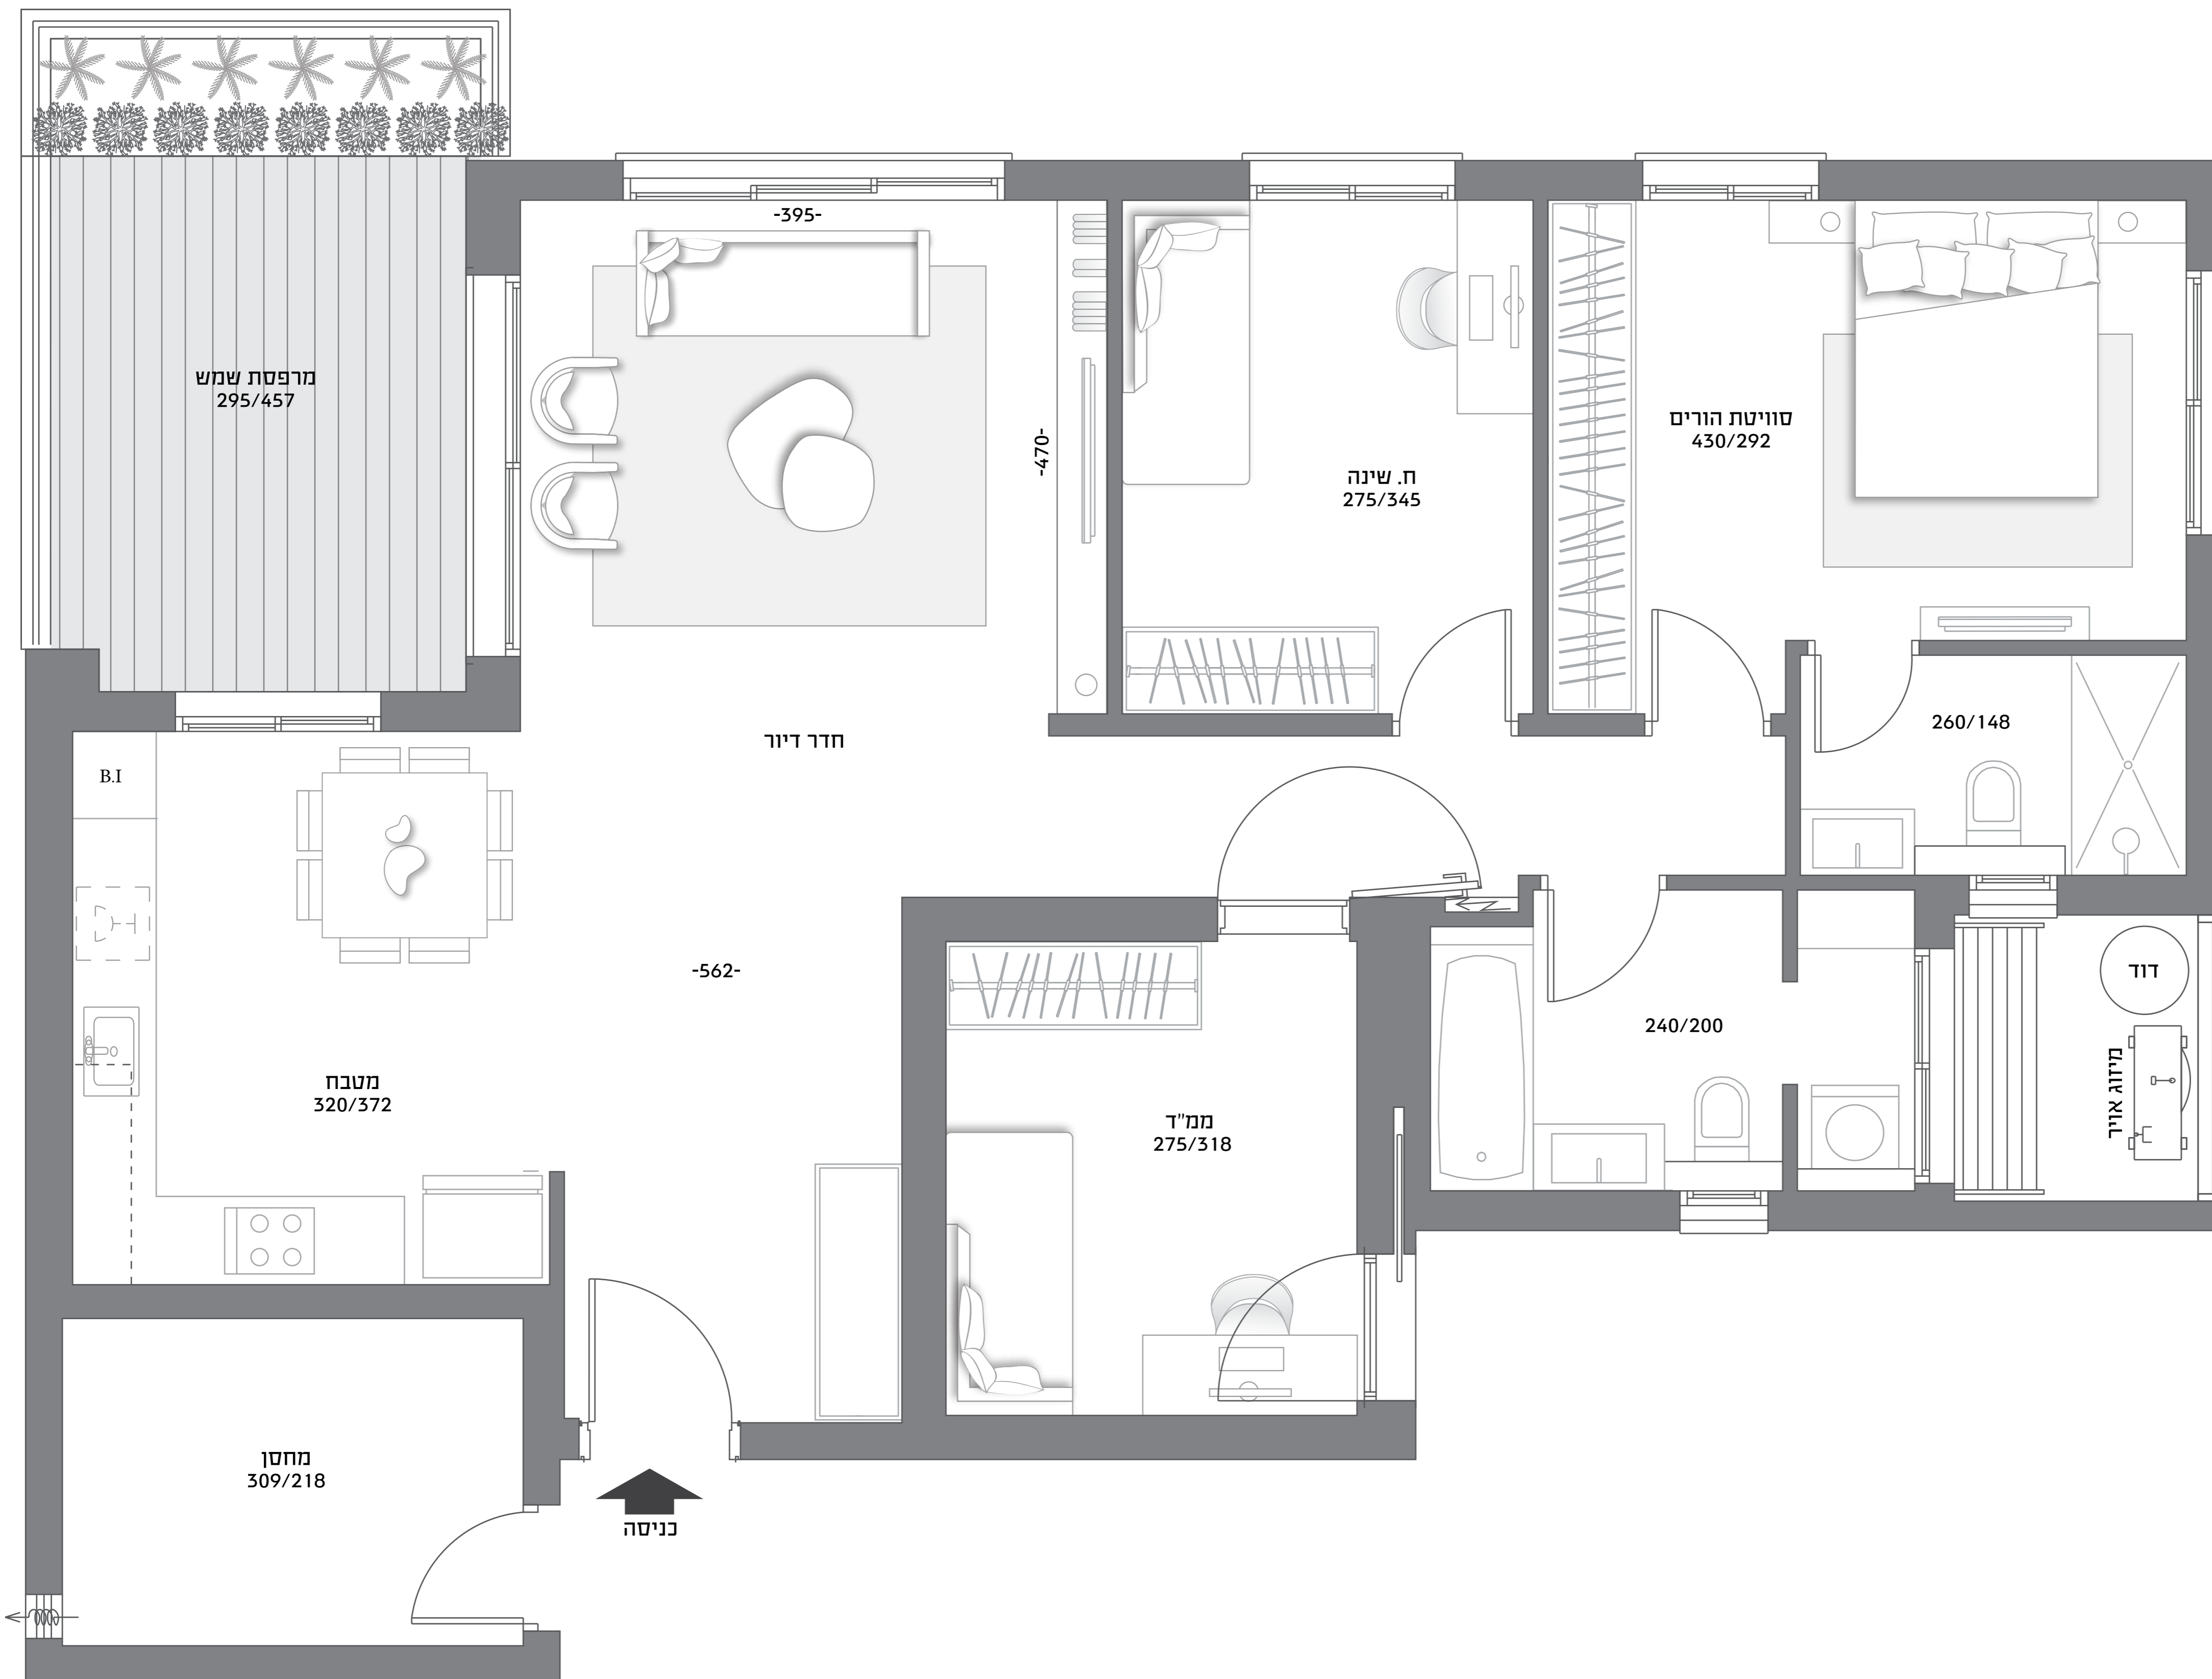 -395-
מרפסת שמש
295/457
-470-
ח. שינה
275/345
סוויטת הורים
430/292
260/148
חדר דיור
B.I
-562-
דוד
מיזוג אויר
240/200
מטבח
320/372
ממ"ד
275/318
מחסן
309/218
כניסה